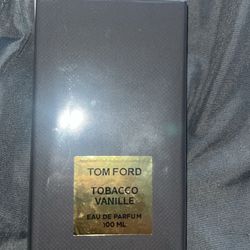 TOM FORD
TOBACCO
VANILLE
EAU DE PARFUM
100 ML